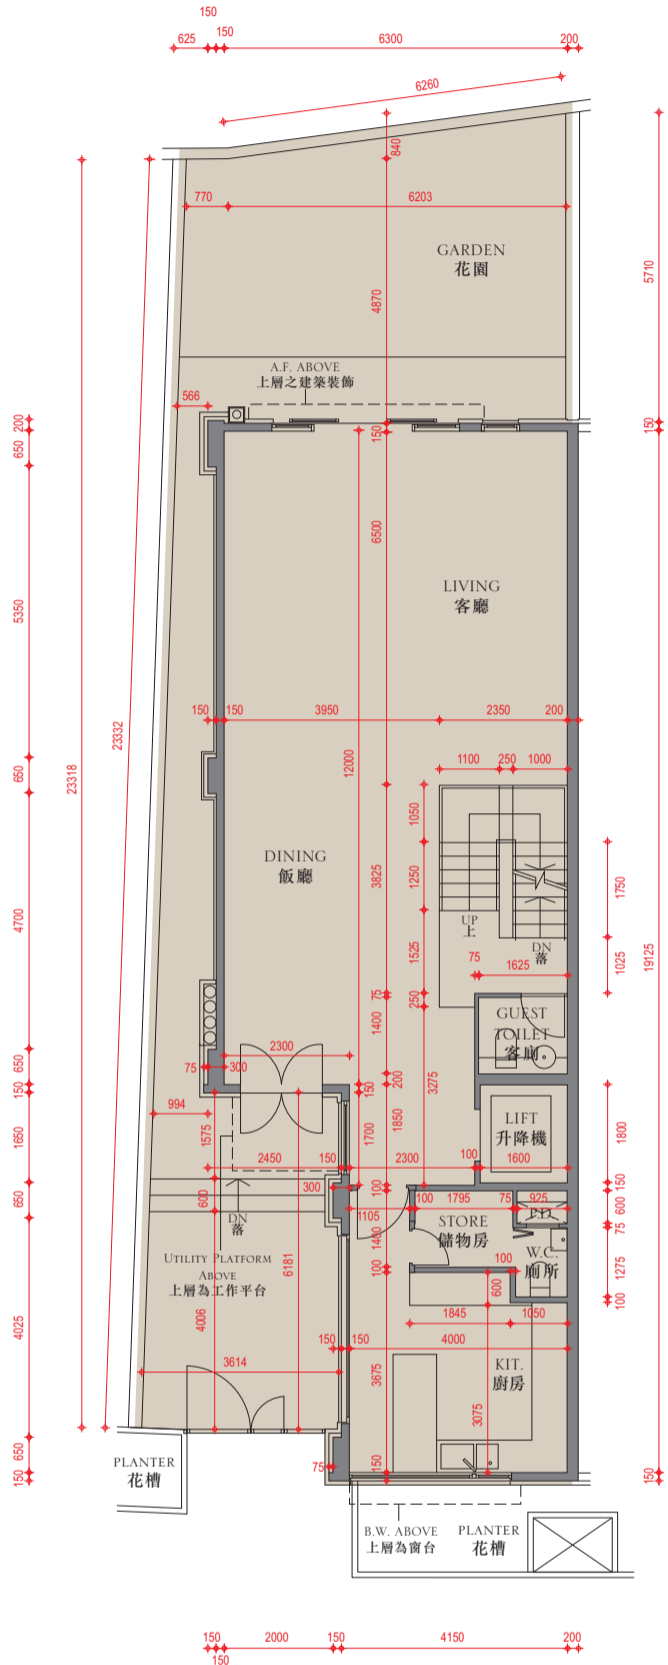 150
625
150
6300
200
6260
840
770
6203
GARDEN
花園
5710
4870
A.F. ABOVE
上層之建築裝飾
566
200
650
150
150
6500
LIVING
客廳
5350
150
150
3950
2350
200
23332
23318
12000
650
1100
250
1000
1050
DINING
飯廳
3825
1250
1750
4700
UP
上
DN
落
1525
1025
19125
75
1625
75
250
GUEST
TOILET
客廁
1400
2300
650
75
300
150
150
200
3275
994
1575
1650
1700
1850
LIFT
升降機
1800
2450
150
2300
100
1600
650
600
300
100
150
DN
落
1105
100
1795
75
925
600
P.D.
STORE
儲物房
75
UTILITY PLATFORM
ABOVE
上層為工作平台
6181
1400
W.C.
廁所
100
1275
100
600
100
4006
1845
1050
4025
150
150
4000
3614
3675
KIT.
廚房
3075
650
75
150
150
150
PLANTER
花槽
B.W. ABOVE
上層為窗台
PLANTER
花槽
150
2000
150
4150
200
150